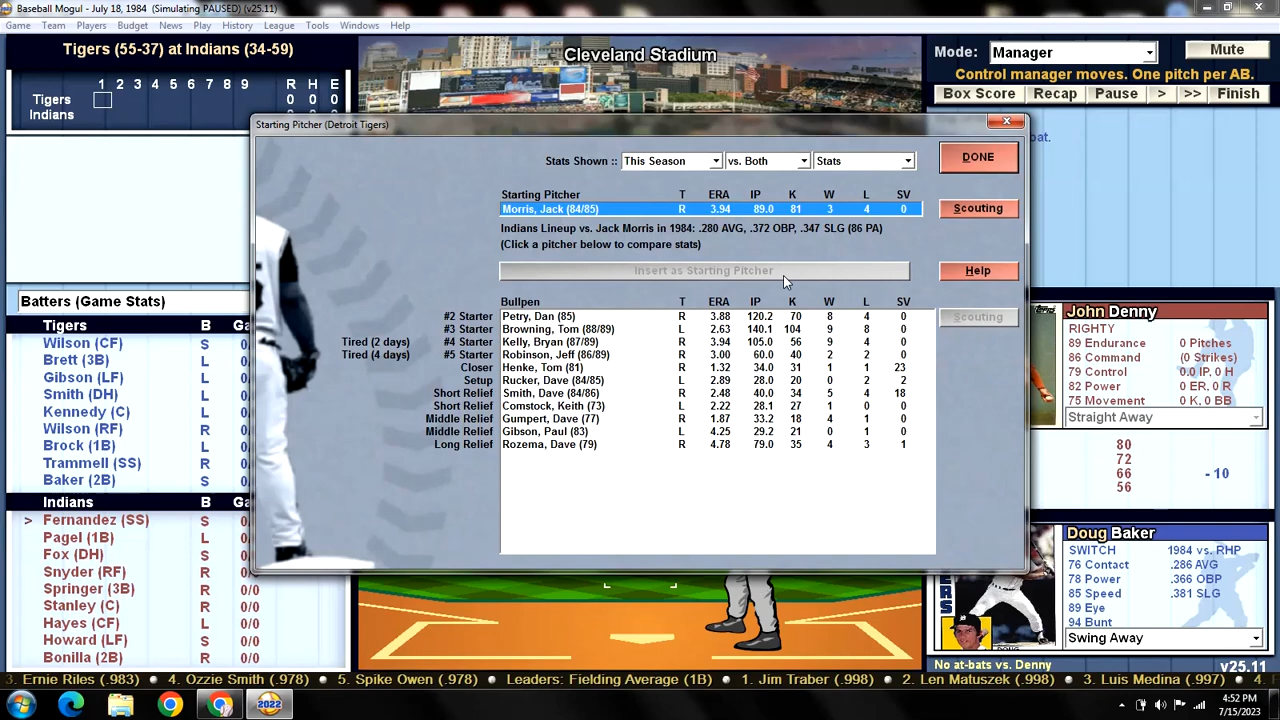 Baseball Mogul - July 18, 1984 (Simulating PAUSED) (v25.11)
Game Team Players Budget News Play History League Tools Windows Help
Tigers (55-37) at Indians (34-59)
1 2 3 4 5 6 7 8 9 R H E
Tigers 0 0 0
Indians 0 0 0
Cleveland Stadium
Mode: Manager Mute
Control manager moves. One pitch per AB.
Box Score Recap Pause > >> Finish
Starting Pitcher (Detroit Tigers)
Stats Shown :: This Season vs. Both Stats DONE
Starting Pitcher T ERA IP K W L SV
Morris, Jack (84/85) R 3.94 89.0 81 3 4 0 Scouting
Indians Lineup vs. Jack Morris in 1984: .280 AVG, .372 OBP, .347 SLG (86 PA)
(Click a pitcher below to compare stats)
Insert as Starting Pitcher Help
Bullpen T ERA IP K W L SV
#2 Starter Petry, Dan (85) R 3.88 120.2 70 8 4 0 Scouting
#3 Starter Browning, Tom (88/89) L 2.63 140.1 104 9 8 0
Tired (2 days) #4 Starter Kelly, Bryan (87/89) R 3.94 105.0 56 9 4 0
Tired (4 days) #5 Starter Robinson, Jeff (86/89) R 3.00 60.0 40 2 2 0
Closer Henke, Tom (81) R 1.32 34.0 31 1 1 23
Setup Rucker, Dave (84/85) L 2.89 28.0 20 0 2 2
Short Relief Smith, Dave (84/86) R 2.48 40.0 34 5 4 18
Short Relief Comstock, Keith (73) L 2.22 28.1 27 1 0 0
Middle Relief Gumpert, Dave (77) R 1.87 33.2 18 4 1 0
Middle Relief Gibson, Paul (83) L 4.25 29.2 21 0 0 0
Long Relief Rozema, Dave (79) R 4.78 79.0 35 4 3 1
Batters (Game Stats)
Tigers B
Wilson (CF) S
Brett (3B) L
Gibson (LF) L
Smith (DH) S
Kennedy (C) L
Wilson (RF) R
Brock (1B) L
Trammell (SS) R
Baker (2B) S
Indians B
> Fernandez (SS) S
Pagel (1B) L
Fox (DH) S
Snyder (RF) R 0/0
Springer (3B) R 0/0
Stanley (C) R 0/0
Hayes (CF) L 0/0
Howard (LF) S 0/0
Bonilla (2B) R 0/0
John Denny
RIGHTY
89 Endurance 0 Pitches
86 Command (0 Strikes)
79 Control 0.0 IP, 0 H
82 Power 0 ER, 0 R
75 Movement 0 K, 0 BB
Straight Away
80
72
66 - 10
56
Doug Baker
SWITCH 1984 vs. RHP
76 Contact .286 AVG
78 Power .366 OBP
85 Speed .381 SLG
89 Eye
94 Bunt
Swing Away
No at-bats vs. Denny v25.11
3. Ernie Riles (.983) 4. Ozzie Smith (.978) 5. Spike Owen (.978) Leaders: Fielding Average (1B) 1. Jim Traber (.998) 2. Len Matuszek (.998) 3. Luis Medina (.997) 4.
2022
4:52 PM
7/15/2023